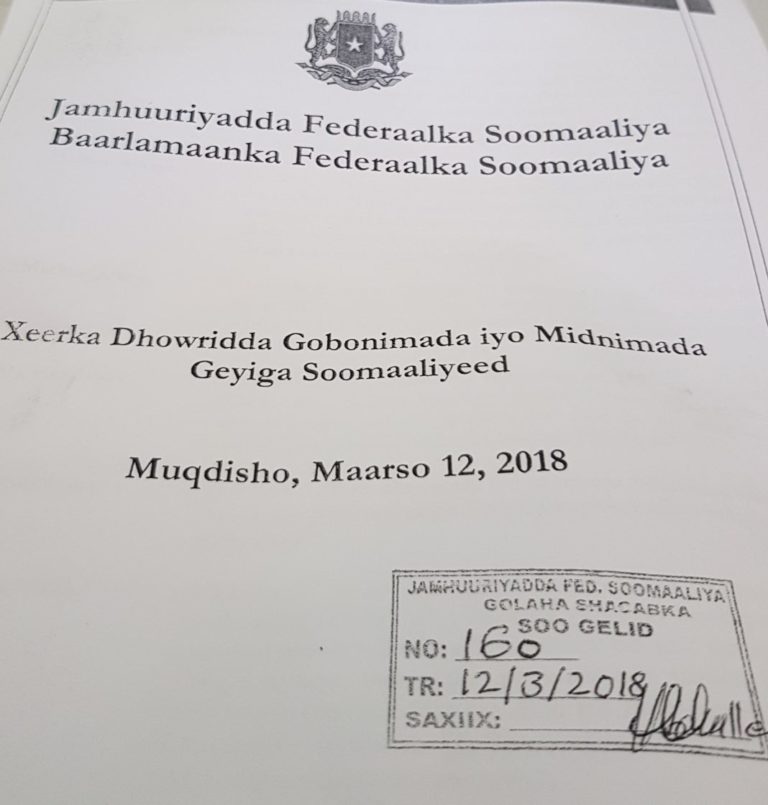 Jamhuuriyadda Federaalka Soomaaliya
Baarlamaanka Federaalka Soomaaliya
Xeerka Dhowridda Gobonimada iyo Midnimada
Geyiga Soomaaliyeed
Muqdisho, Maarso 12, 2018
JAMHUURIYADDA FED. SOOMAALIYA
GOLAHA SHACABKA
SOO GELID
NO: 160
TR: 12/3/2018
SAXIIX: